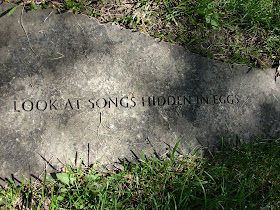 LOOK AT SONGS HIDDEN IN EGGS